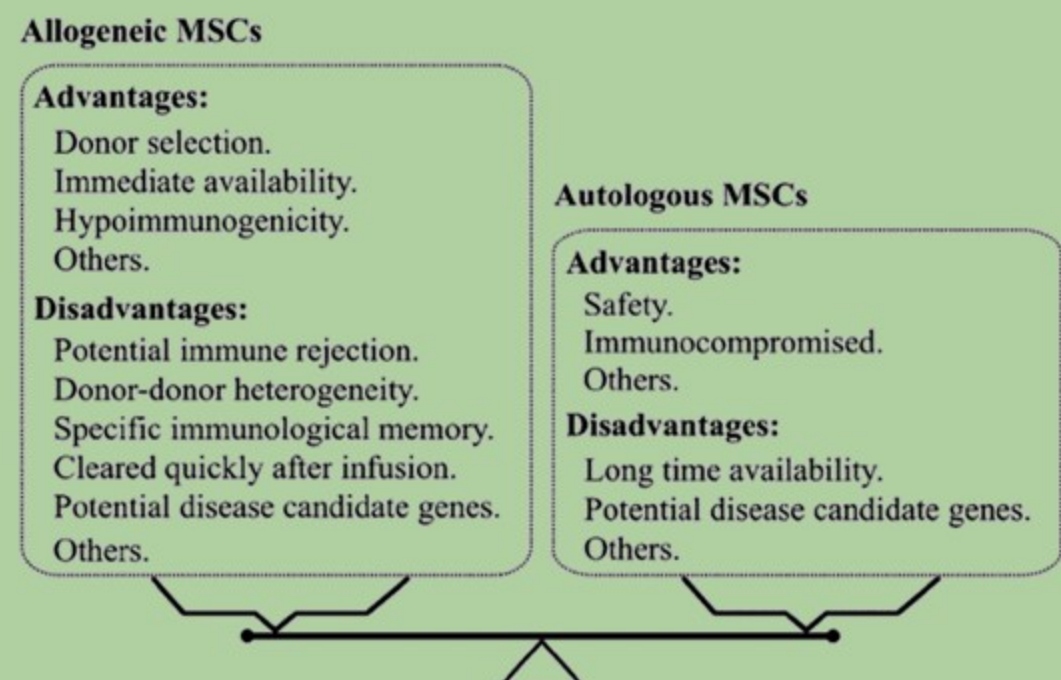 Allogeneic MSCs
Advantages:
Donor selection.
Immediate availability.
Hypoimmunogenicity.
Others.
Disadvantages:
Potential immune rejection.
Donor-donor heterogeneity.
Specific immunological memory.
Cleared quickly after infusion.
Potential disease candidate genes.
Others.
Autologous MSCs
Advantages:
Safety.
Immunocompromised.
Others.
Disadvantages:
Long time availability.
Potential disease candidate genes.
Others.